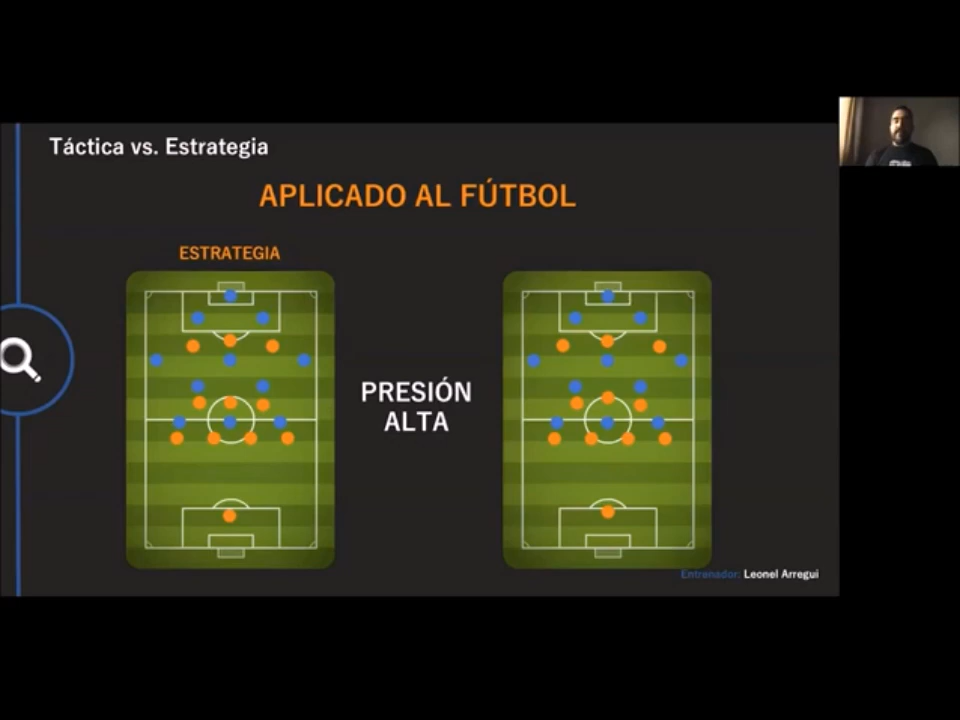 Táctica vs. Estrategia
APLICADO AL FÚTBOL
ESTRATEGIA
PRESIÓN
ALTA
Entrenador: Leonel Arregui